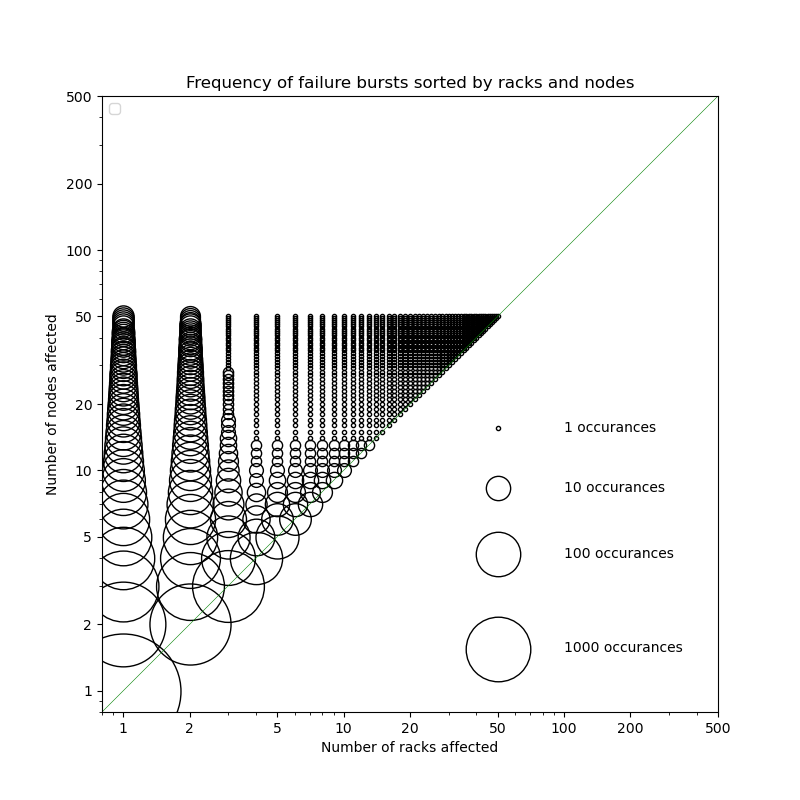 Frequency of failure bursts sorted by racks and nodes
Number of nodes affected
500
200
100
50
20
10
5
2
1
1 occurances
10 occurances
100 occurances
1000 occurances
1 2 5 10 20 50 100 200 500
Number of racks affected